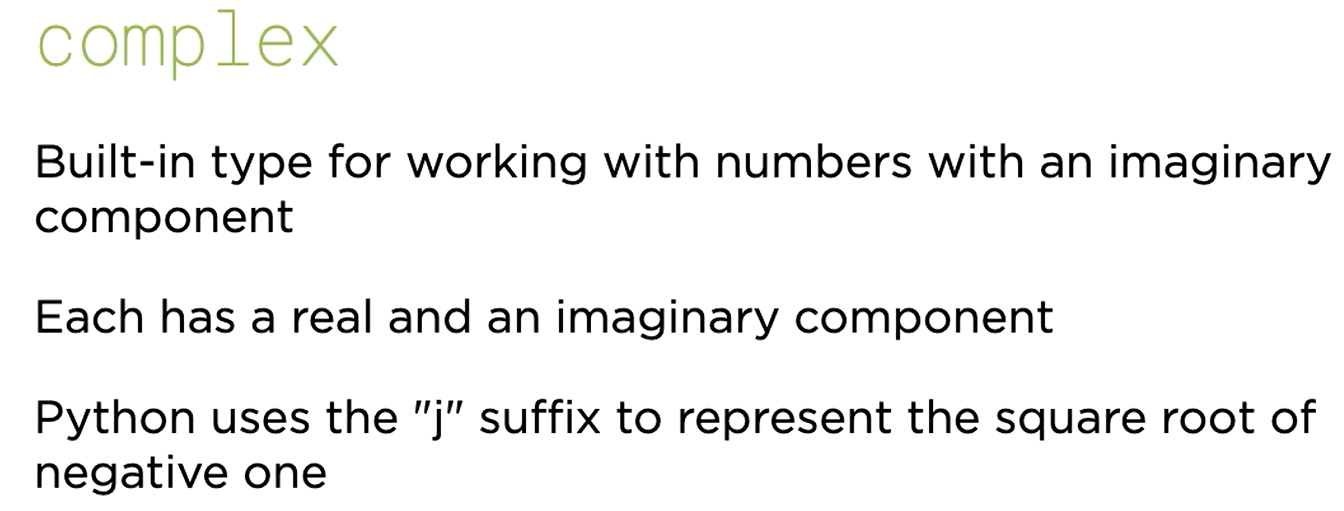 complex
Built-in type for working with numbers with an imaginary
component
Each has a real and an imaginary component
Python uses the "j" suffix to represent the square root of
negative one